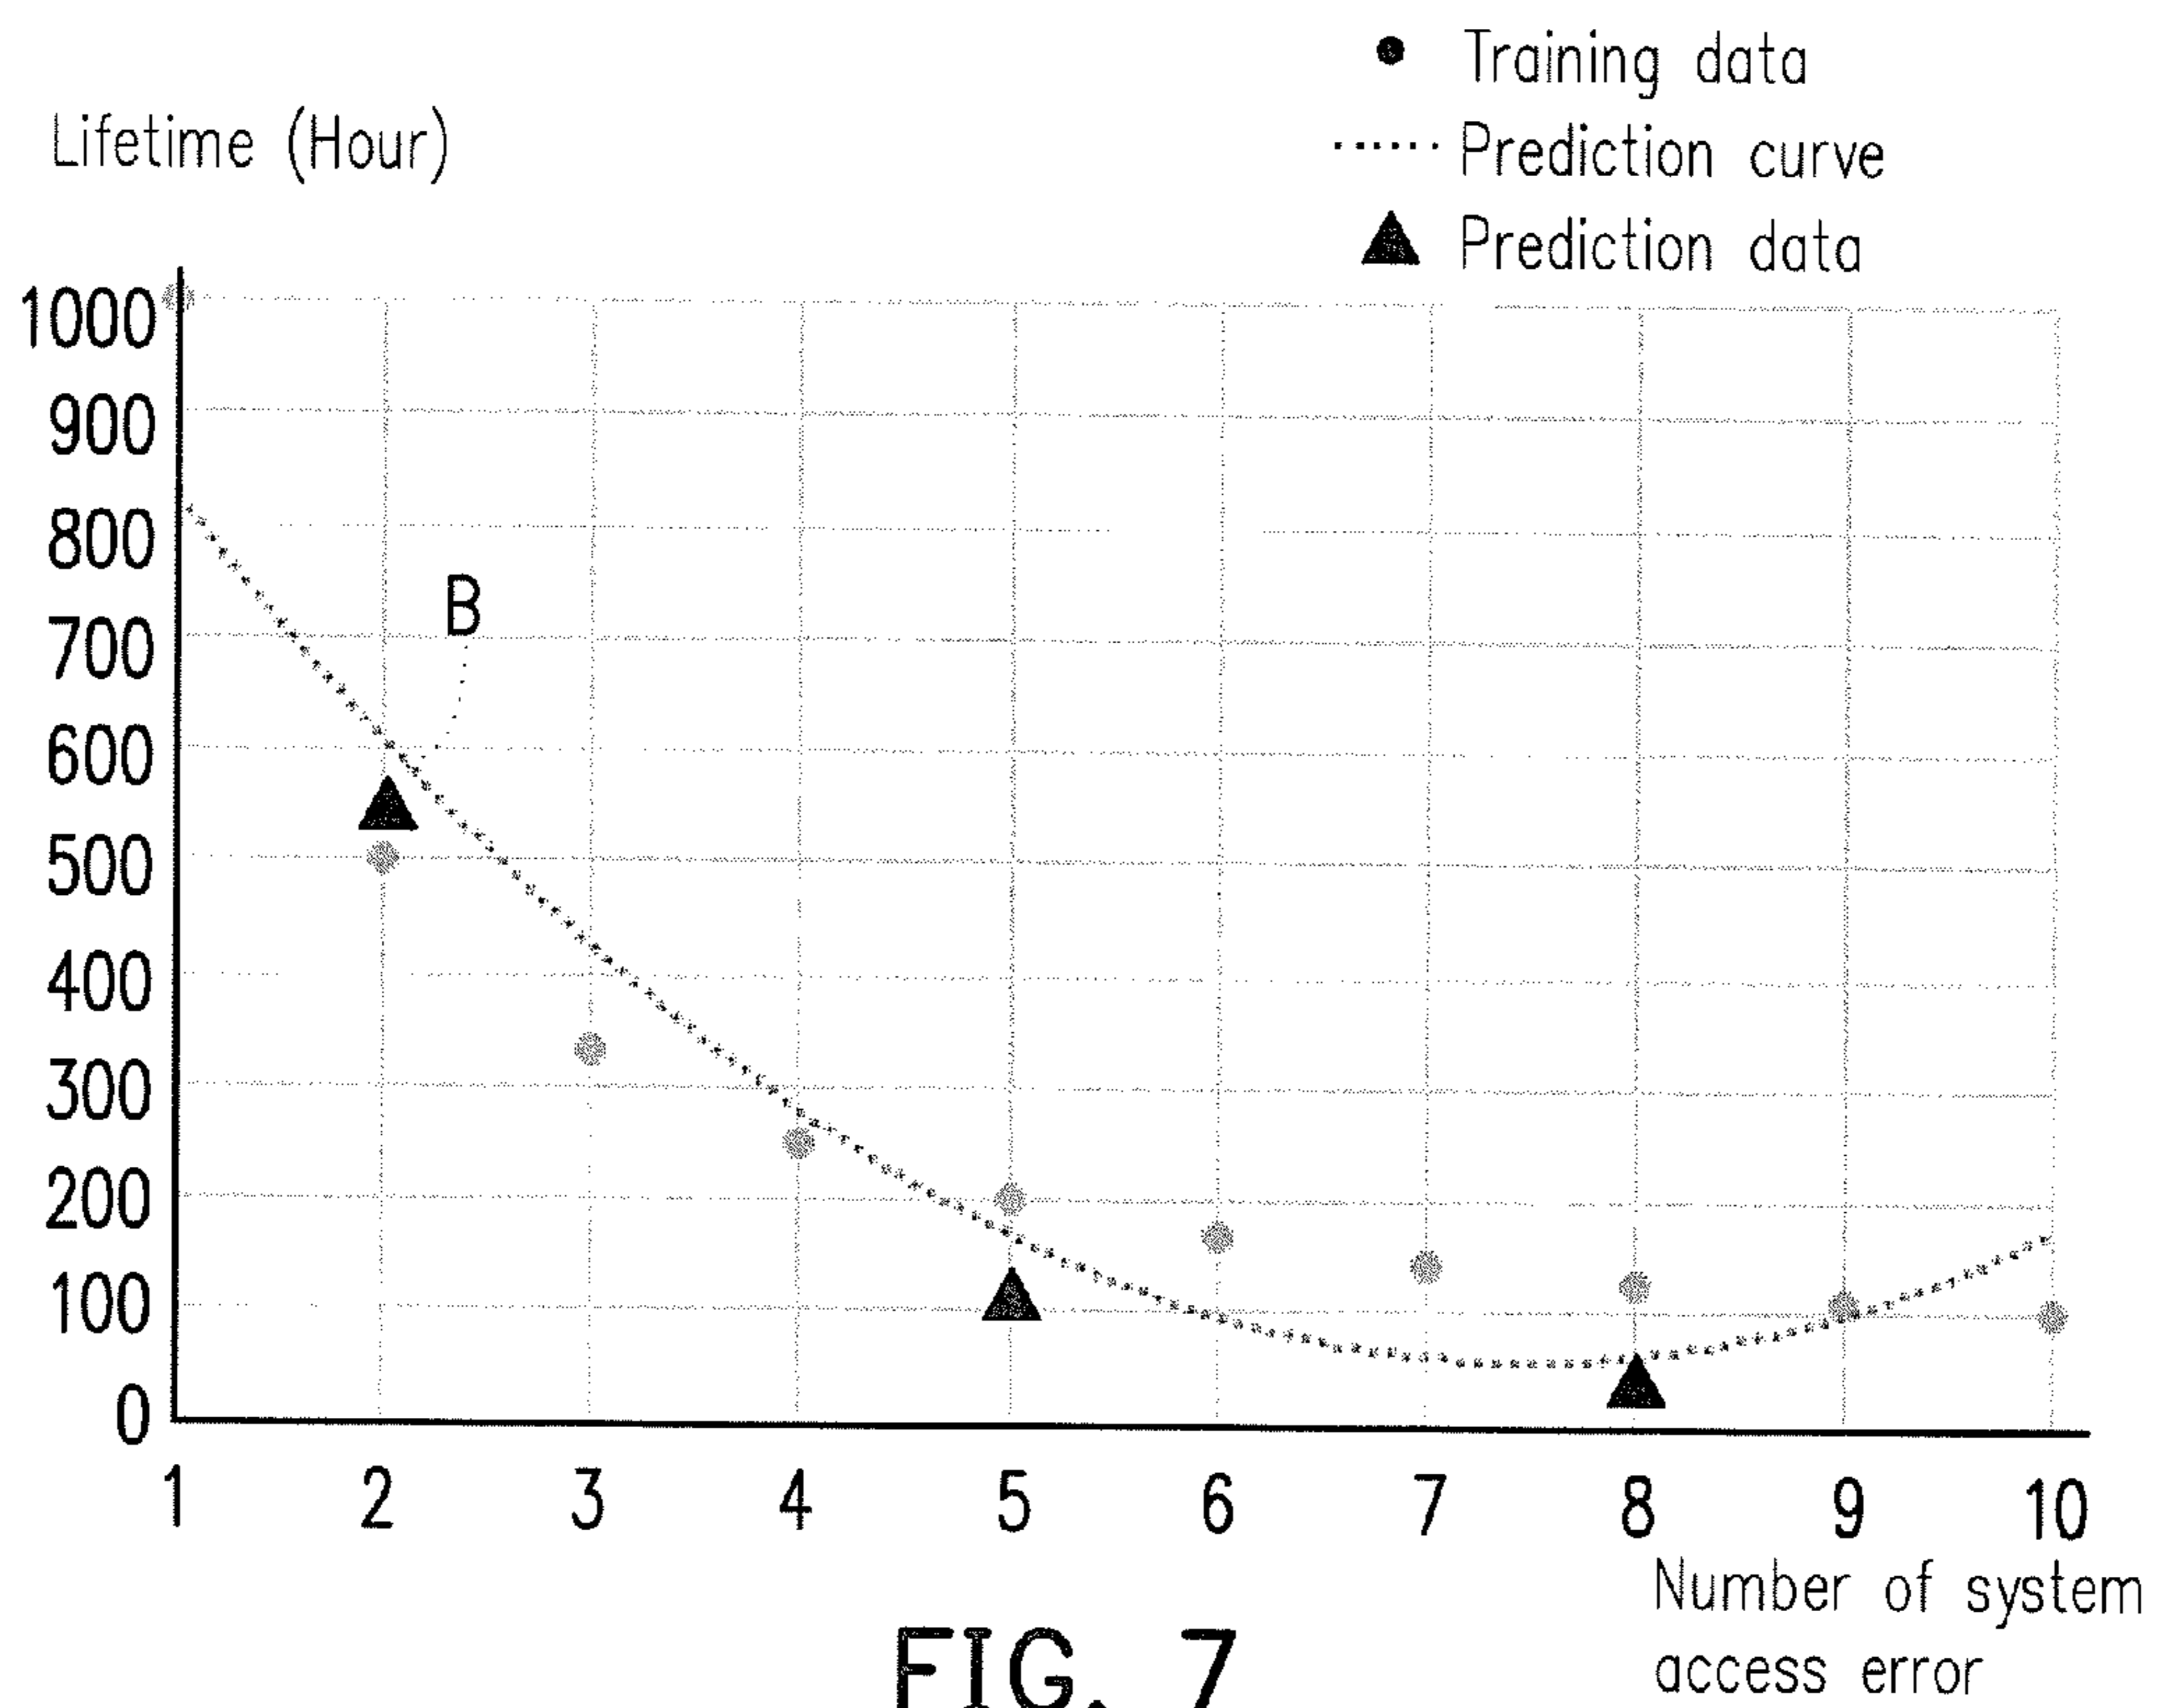 Training data
Prediction curve
Prediction data
Lifetime (Hour)
1000
900
800
700
600
500
400
300
200
100
0
B
1 2 3 4 5 6 7 8 9 10
Number of system
access error
FIG. 7